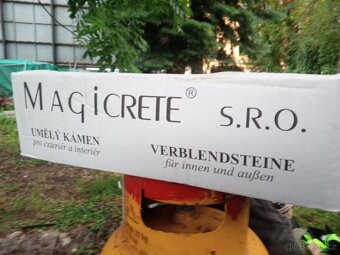 MAGICRETE® S.R.O.
UMĚLÝ KÁMEN
pro exteriér a interiér
VERBLENDSTEINE
für innen und außen